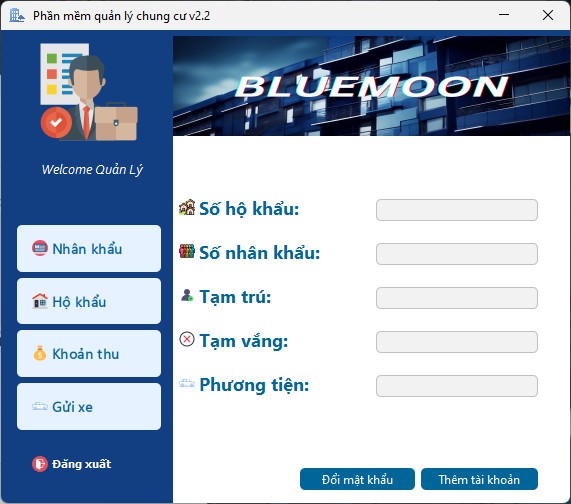 Phần mềm quản lý chung cư v2.2
BLUEMOON
Welcome Quản Lý
Nhân khẩu
Hộ khẩu
Khoản thu
Gửi xe
Đăng xuất
Số hộ khẩu:
Số nhân khẩu:
Tạm trú:
Tạm vắng:
Phương tiện:
Đổi mật khẩu
Thêm tài khoản